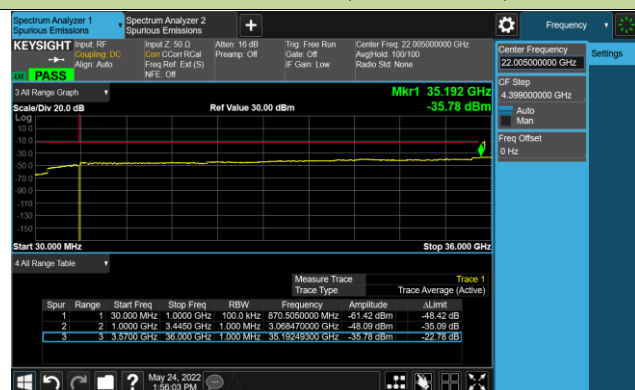 Spectrum Analyzer 1
Spurious Emissions
Spectrum Analyzer 2
Spurious Emissions
+
Frequency
KEYSIGHT
Input: RF
Coupling: DC
Align: Auto
Input Z: 50 Ω
Corr CCorr RCal
Freq Ref: Ext (S)
NFE: Off
Atten: 16 dB
Preamp: Off
Trig: Free Run
Gate: Off
IF Gain: Low
Center Freq: 22.005000000 GHz
Avg|Hold: 100/100
Radio Std: None
LV PASS
Center Frequency
22.005000000 GHz
Settings
CF Step
4.399000000 GHz
Auto
Man
Freq Offset
0 Hz
3 All Range Graph
Mkr1 35.192 GHz
Scale/Div 20.0 dB
Ref Value 30.00 dBm
-35.78 dBm
Log
10.0
-10.0
-30.0
-50.0
-70.0
-90.0
-110
-130
-150
1
Start 30.000 MHz
Stop 36.000 GHz
4 All Range Table
Measure Trace Trace 1
Trace Type Trace Average (Active)
Spur Range Start Freq Stop Freq RBW Frequency Amplitude ΔLimit
1 1 30.000 MHz 1.0000 GHz 100.0 kHz 870.5050000 MHz -61.42 dBm -48.42 dB
2 2 1.0000 GHz 3.4450 GHz 1.000 MHz 3.068470000 GHz -48.09 dBm -35.09 dB
3 3 3.5700 GHz 36.000 GHz 1.000 MHz 35.19249300 GHz -35.78 dBm -22.78 dB
?
May 24, 2022
1:56:03 PM